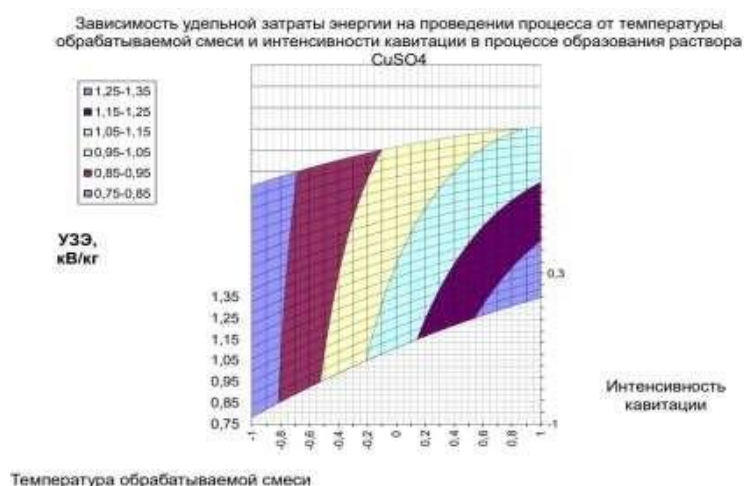 Зависимость удельной затраты энергии на проведении процесса от температуры
обрабатываемой смеси и интенсивности кавитации в процессе образования раствора
CuSO4
1,25-1,35
1,15-1,25
1,05-1,15
0,95-1,05
0,85-0,95
0,75-0,85
УЗЭ,
кВ/кг
0,3
1,35
1,25
1,15
1,05
0,95
0,85
0,75
Интенсивность
кавитации
-1
-1 -0,8 -0,6 -0,4 -0,2 0 0,2 0,4 0,6 0,8 1
Температура обрабатываемой смеси